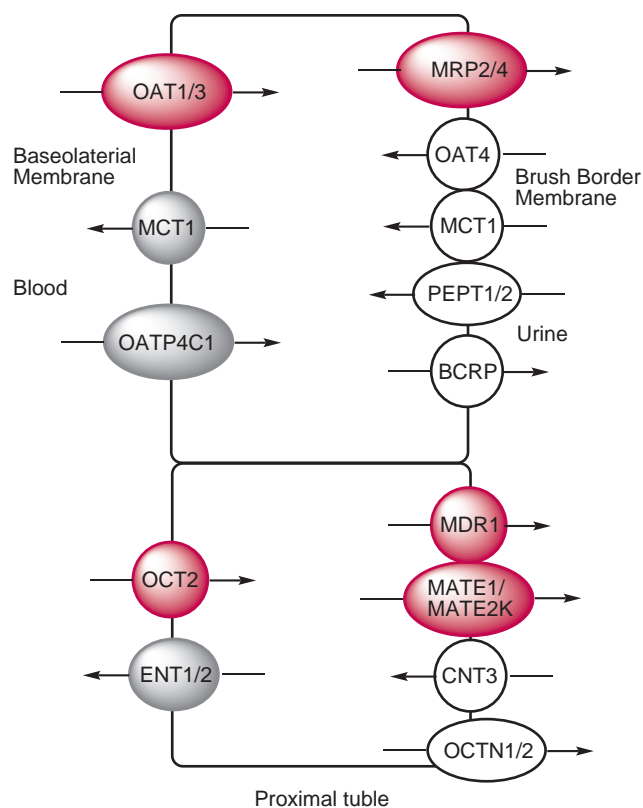 OAT1/3
MRP2/4
Baseolaterial
Membrane
OAT4
Brush Border
Membrane
MCT1
MCT1
Blood
PEPT1/2
OATP4C1
Urine
BCRP
MDR1
OCT2
MATE1/
MATE2K
ENT1/2
CNT3
OCTN1/2
Proximal tuble